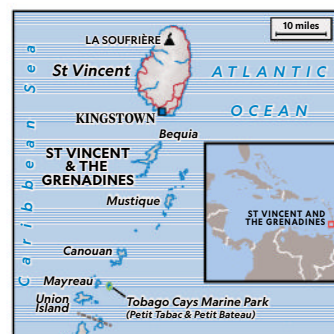 10 miles
LA SOUFRIÈRE
St Vincent
ATLANTIC
OCEAN
KINGSTOWN
Bequia
Caribbean Sea
ST VINCENT
& THE
GRENADINES
Mustique
ST VINCENT AND
THE GRENADINES
Canouan
Mayreau
Union
Island
Tobago Cays Marine Park
(Petit Tabac & Petit Bateau)